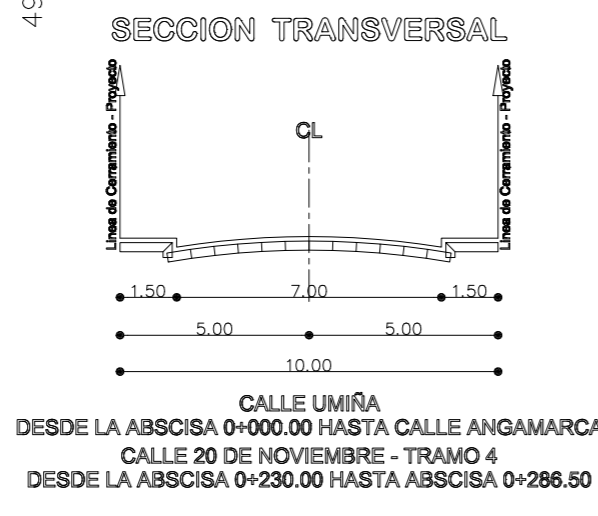 49
SECCION TRANSVERSAL
Linea de Cerramiento - Proyecto
CL
Linea de Cerramiento - Proyecto
1.50 7.00 1.50
5.00 5.00
10.00
CALLE UMIÑA
DESDE LA ABSCISA 0+000.00 HASTA CALLE ANGAMARCA
CALLE 20 DE NOVIEMBRE - TRAMO 4
DESDE LA ABSCISA 0+230.00 HASTA ABSCISA 0+286.50